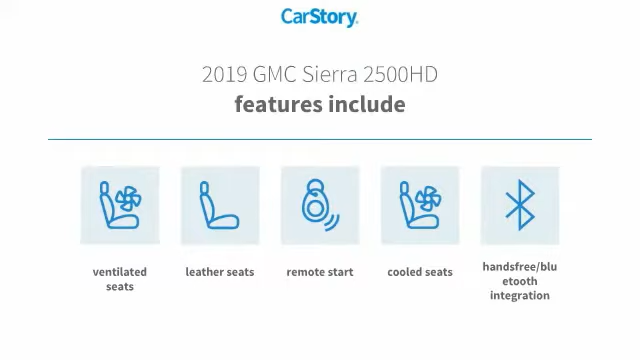 CarStory
2019 GMC Sierra 2500HD
features include
ventilated
seats
leather seats
remote start
cooled seats
handsfree/blu
etooth
integration